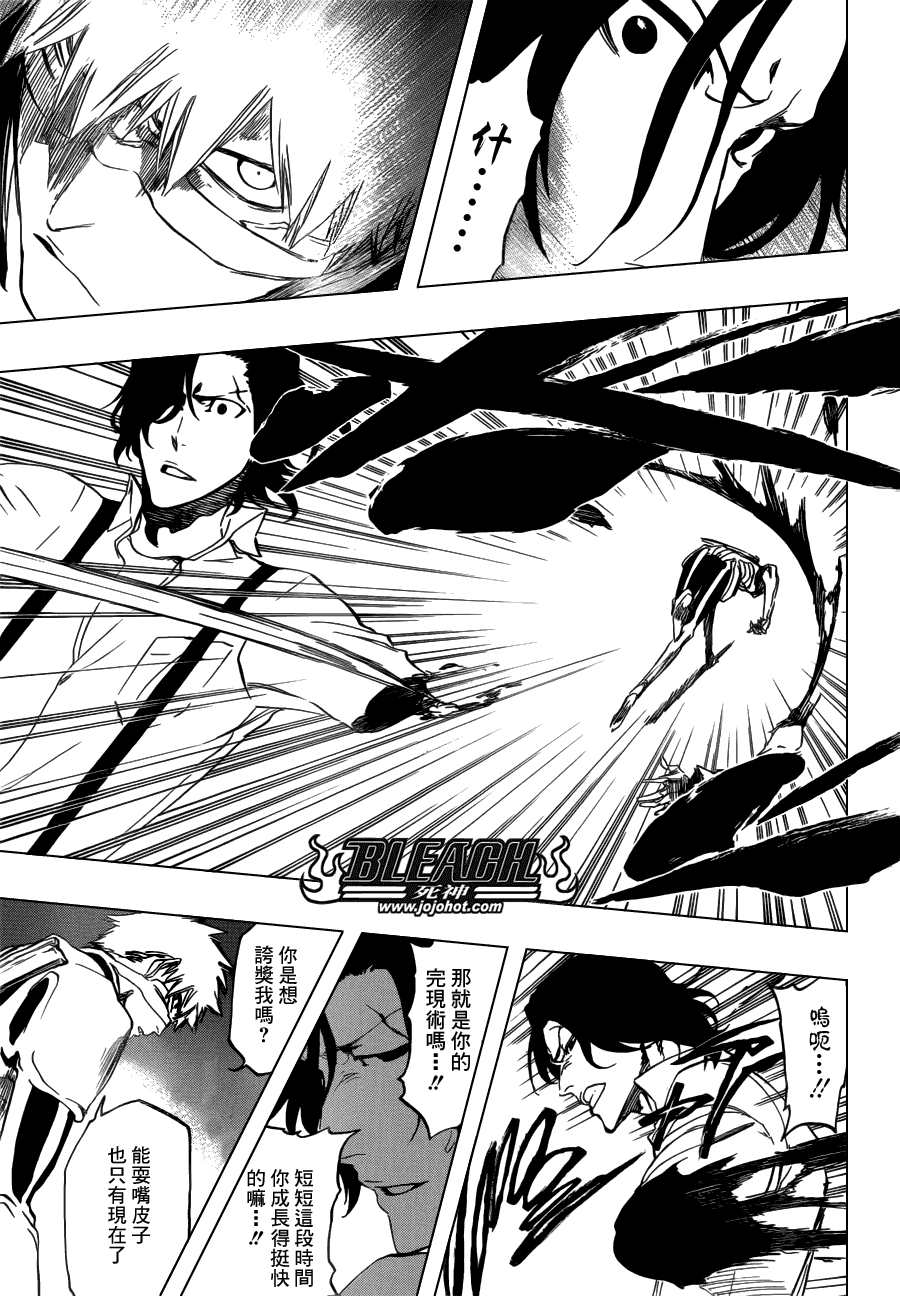 什⋯⋯⋯
BLEACH
死神
www.jojohot.com
嗚呃⋯!!
那就是你的
完現術嗎⋯!!
短短這段時間
你成長得挺快
的嘛⋯!!
你是想
誇獎我嗎?
能耍嘴皮子
也只有現在了